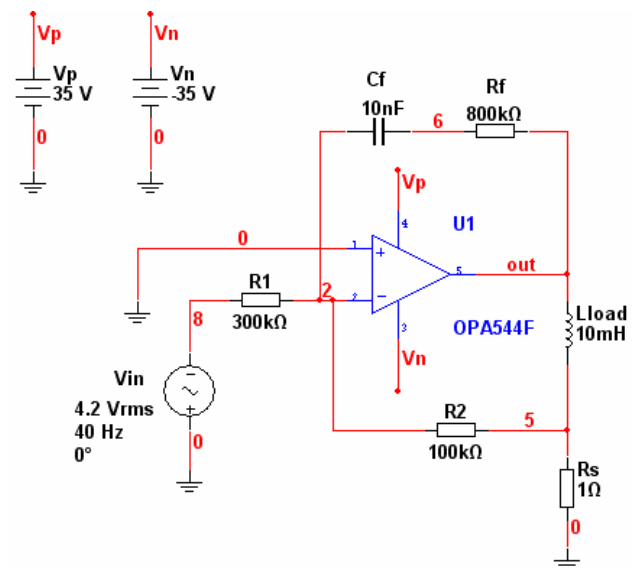 Vp
Vn
Vp
35 V
Vn
-35 V
0
0
Cf
10nF
6
Rf
800kΩ
Vp
4
U1
0
1
+
5
out
R1
300kΩ
2
2
−
3
OPA544F
Lload
10mH
8
Vn
Vin
4.2 Vrms
40 Hz
0°
0
R2
100kΩ
5
Rs
1Ω
0